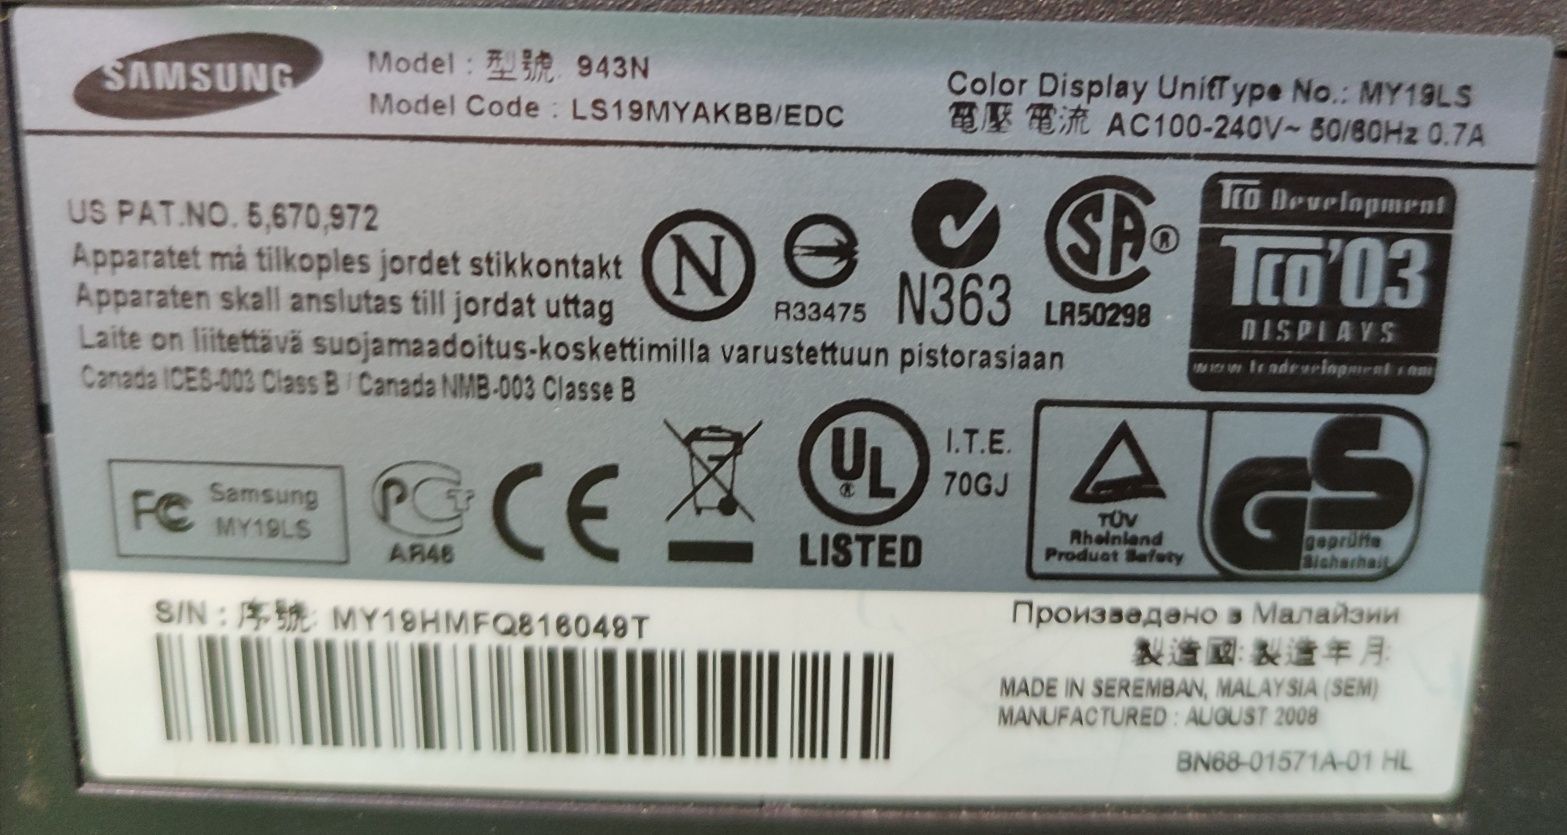 SAMSUNG
Model : 型號 943N
Model Code : LS19MYAKBB/EDC
Color Display Unit/Type No.: MY19LS
電壓 電流 AC100-240V~ 50/60Hz 0.7A
US PAT.NO. 5,670,972
Apparatet må tilkoples jordet stikkontakt
Apparaten skall anslutas till jordat uttag
Laite on liitettävä suojamaadoitus-koskettimilla varustettuun pistorasiaan
Canada ICES-003 Class B / Canada NMB-003 Classe B
N
R33475
N363
SA®
LR50298
TCO Development
TCO'03
DISPLAYS
www.tcodevelopment.com
FC Samsung
MY19LS
PCT
AR46
CE
UL®
LISTED
I.T.E.
70GJ
TÜV
Rheinland
Product Safety
GS
geprüfte
Sicherheit
S/N : 序號: MY19HMFQ816049T
Произведено в Малайзии
製造國: 製造年月:
MADE IN SEREMBAN, MALAYSIA (SEM)
MANUFACTURED : AUGUST 2008
BN68-01571A-01 HL